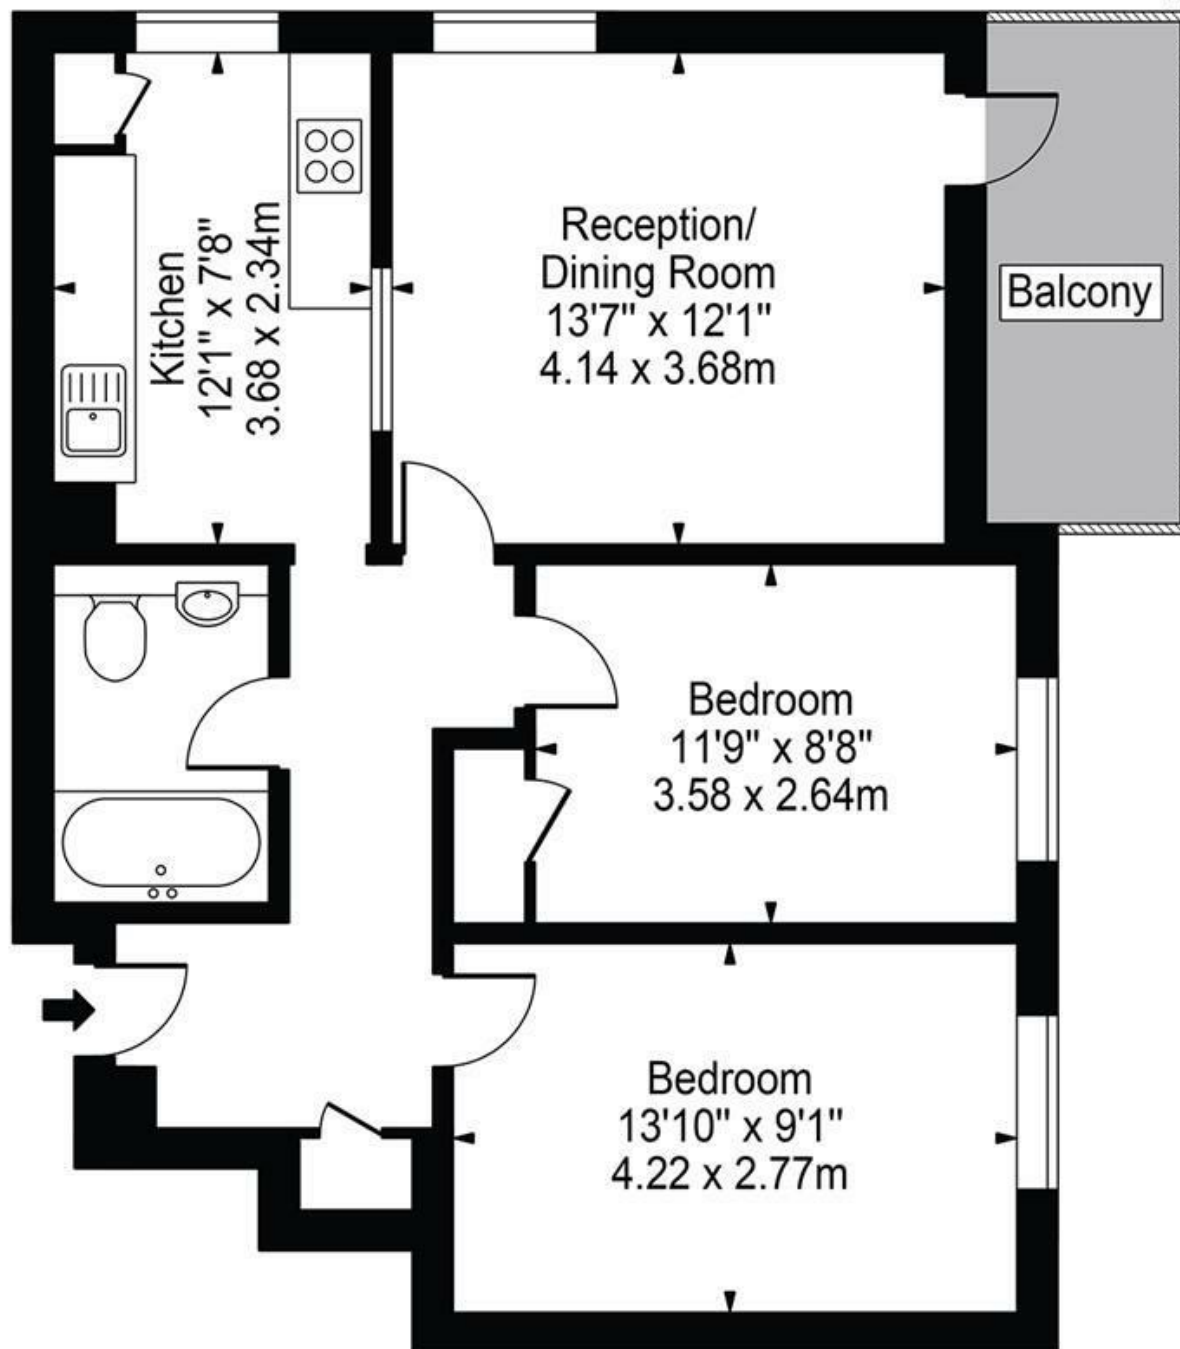 Kitchen
12'1" x 7'8"
3.68 x 2.34m
Reception/
Dining Room
13'7" x 12'1"
4.14 x 3.68m
Balcony
Bedroom
11'9" x 8'8"
3.58 x 2.64m
Bedroom
13'10" x 9'1"
4.22 x 2.77m